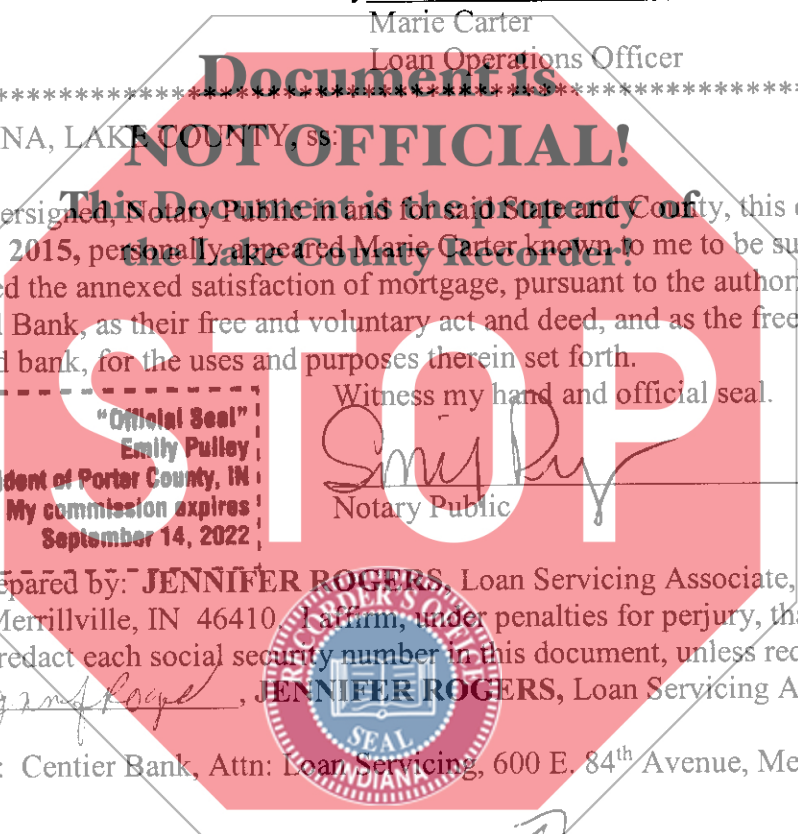 Marie Carter
Loan Operations Officer
Document is
NOT OFFICIAL!
This Document is the property of
the Lake County Recorder!
STOP
NA, LAKE COUNTY, ss:
ersigned, Notary Public in and for said State and County, this
2015, personally appeared Marie Carter known to me to be su
ed the annexed satisfaction of mortgage, pursuant to the authori
l Bank, as their free and voluntary act and deed, and as the free
d bank, for the uses and purposes therein set forth.
Witness my hand and official seal.
"Official Seal"
Emily Pulley
ident of Porter County, IN
My commission expires
September 14, 2022
Notary Public
epared by: JENNIFER ROGERS, Loan Servicing Associate,
Merrillville, IN 46410. I affirm, under penalties for perjury, tha
redact each social security number in this document, unless req
, JENNIFER ROGERS, Loan Servicing A
: Centier Bank, Attn: Loan Servicing, 600 E. 84th Avenue, Me
RECORDER'S OFFICE
SEAL
INDIANA